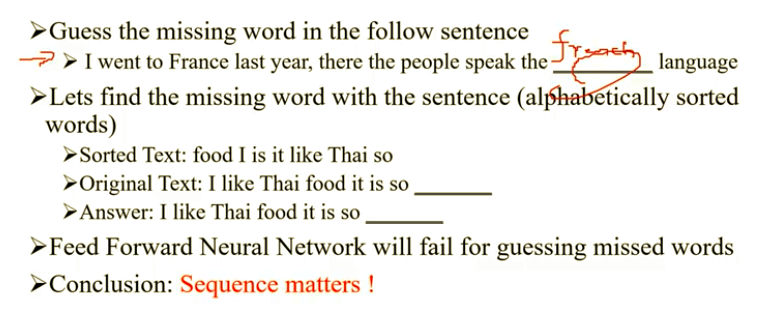 ➢Guess the missing word in the follow sentence
➢ I went to France last year, there the people speak the french language
➢Lets find the missing word with the sentence (alphabetically sorted
words)
➢Sorted Text: food I is it like Thai so
➢Original Text: I like Thai food it is so ________
➢Answer: I like Thai food it is so ________
➢Feed Forward Neural Network will fail for guessing missed words
➢Conclusion: Sequence matters !